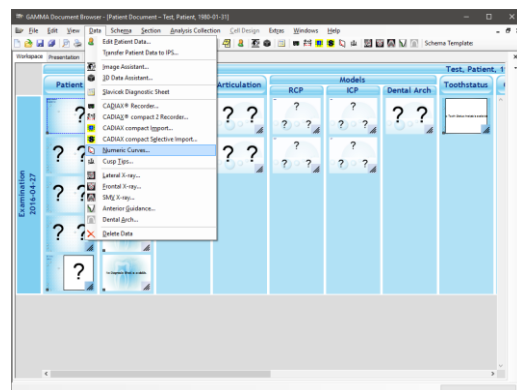 GAMMA Document Browser - [Patient Document – Test, Patient, 1980-01-31]
File Edit View Data Schema Section Analysis Collection Edition Extras Windows Help
Schema Template
Workspace Presentation
Edit Patient Data...
Transfer Patient Data to IPS...
Image Assistant...
3D Data Assistant...
Slavicek Diagnostic Sheet
CADIAX® Recorder...
CADIAX® compact 2 Recorder...
CADIAX compact Import...
CADIAX compact Selective Import...
Numeric Curves...
Cusp Tips...
Lateral X-ray...
Frontal X-ray...
SMV X-ray...
Anterior Guidance...
Dental Arch...
Delete Data
Test, Patient, 1
Patient
Articulation
Models
RCP
ICP
Dental Arch
Toothstatus
Examination
2016-04-27
? ? ? ? ? ?
? ? ? ? ? ?
? ?
? ?
?